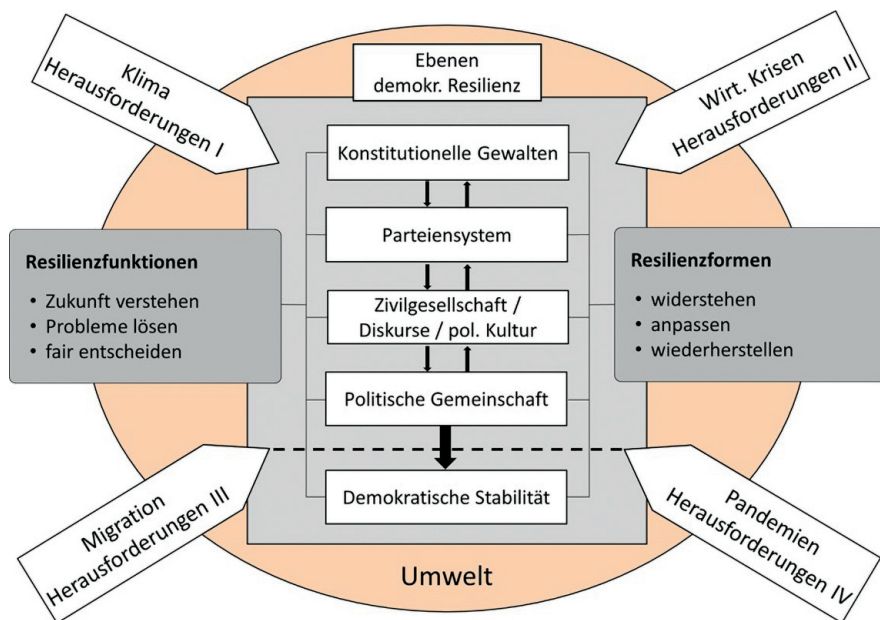 Klima
Herausforderungen I
Ebenen
demokr. Resilienz
Wirt. Krisen
Herausforderungen II
Konstitutionelle Gewalten
Parteiensystem
Zivilgesellschaft /
Diskurse / pol. Kultur
Politische Gemeinschaft
Demokratische Stabilität
Resilienzfunktionen
• Zukunft verstehen
• Probleme lösen
• fair entscheiden
Resilienzformen
• widerstehen
• anpassen
• wiederherstellen
Migration
Herausforderungen III
Umwelt
Pandemien
Herausforderungen IV